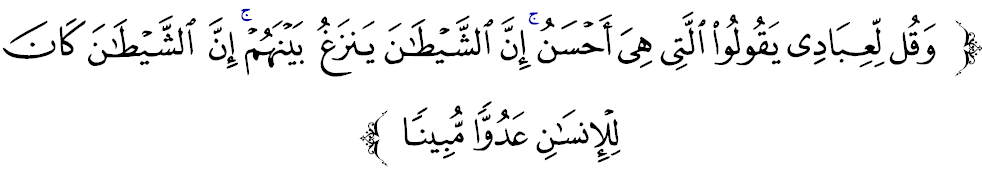 ﴿ وَقُل لِّعِبَادِى يَقُولُوا۟ ٱلَّتِى هِىَ أَحْسَنُ ۚ إِنَّ ٱلشَّيْطَـٰنَ يَنزَغُ بَيْنَهُمْ ۚ إِنَّ ٱلشَّيْطَـٰنَ كَانَ
لِلْإِنسَـٰنِ عَدُوًّا مُّبِينًا ﴾